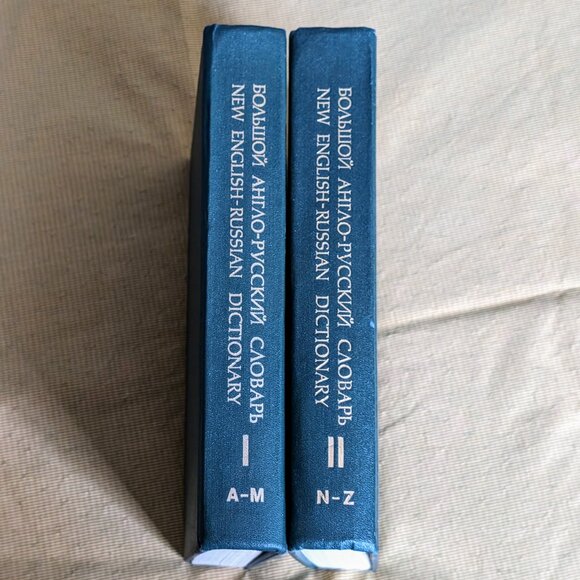 БОЛЬШОЙ АНГЛО-РУССКИЙ СЛОВАРЬ
NEW ENGLISH-RUSSIAN DICTIONARY
I
A-M
БОЛЬШОЙ АНГЛО-РУССКИЙ СЛОВАРЬ
NEW ENGLISH-RUSSIAN DICTIONARY
II
N-Z